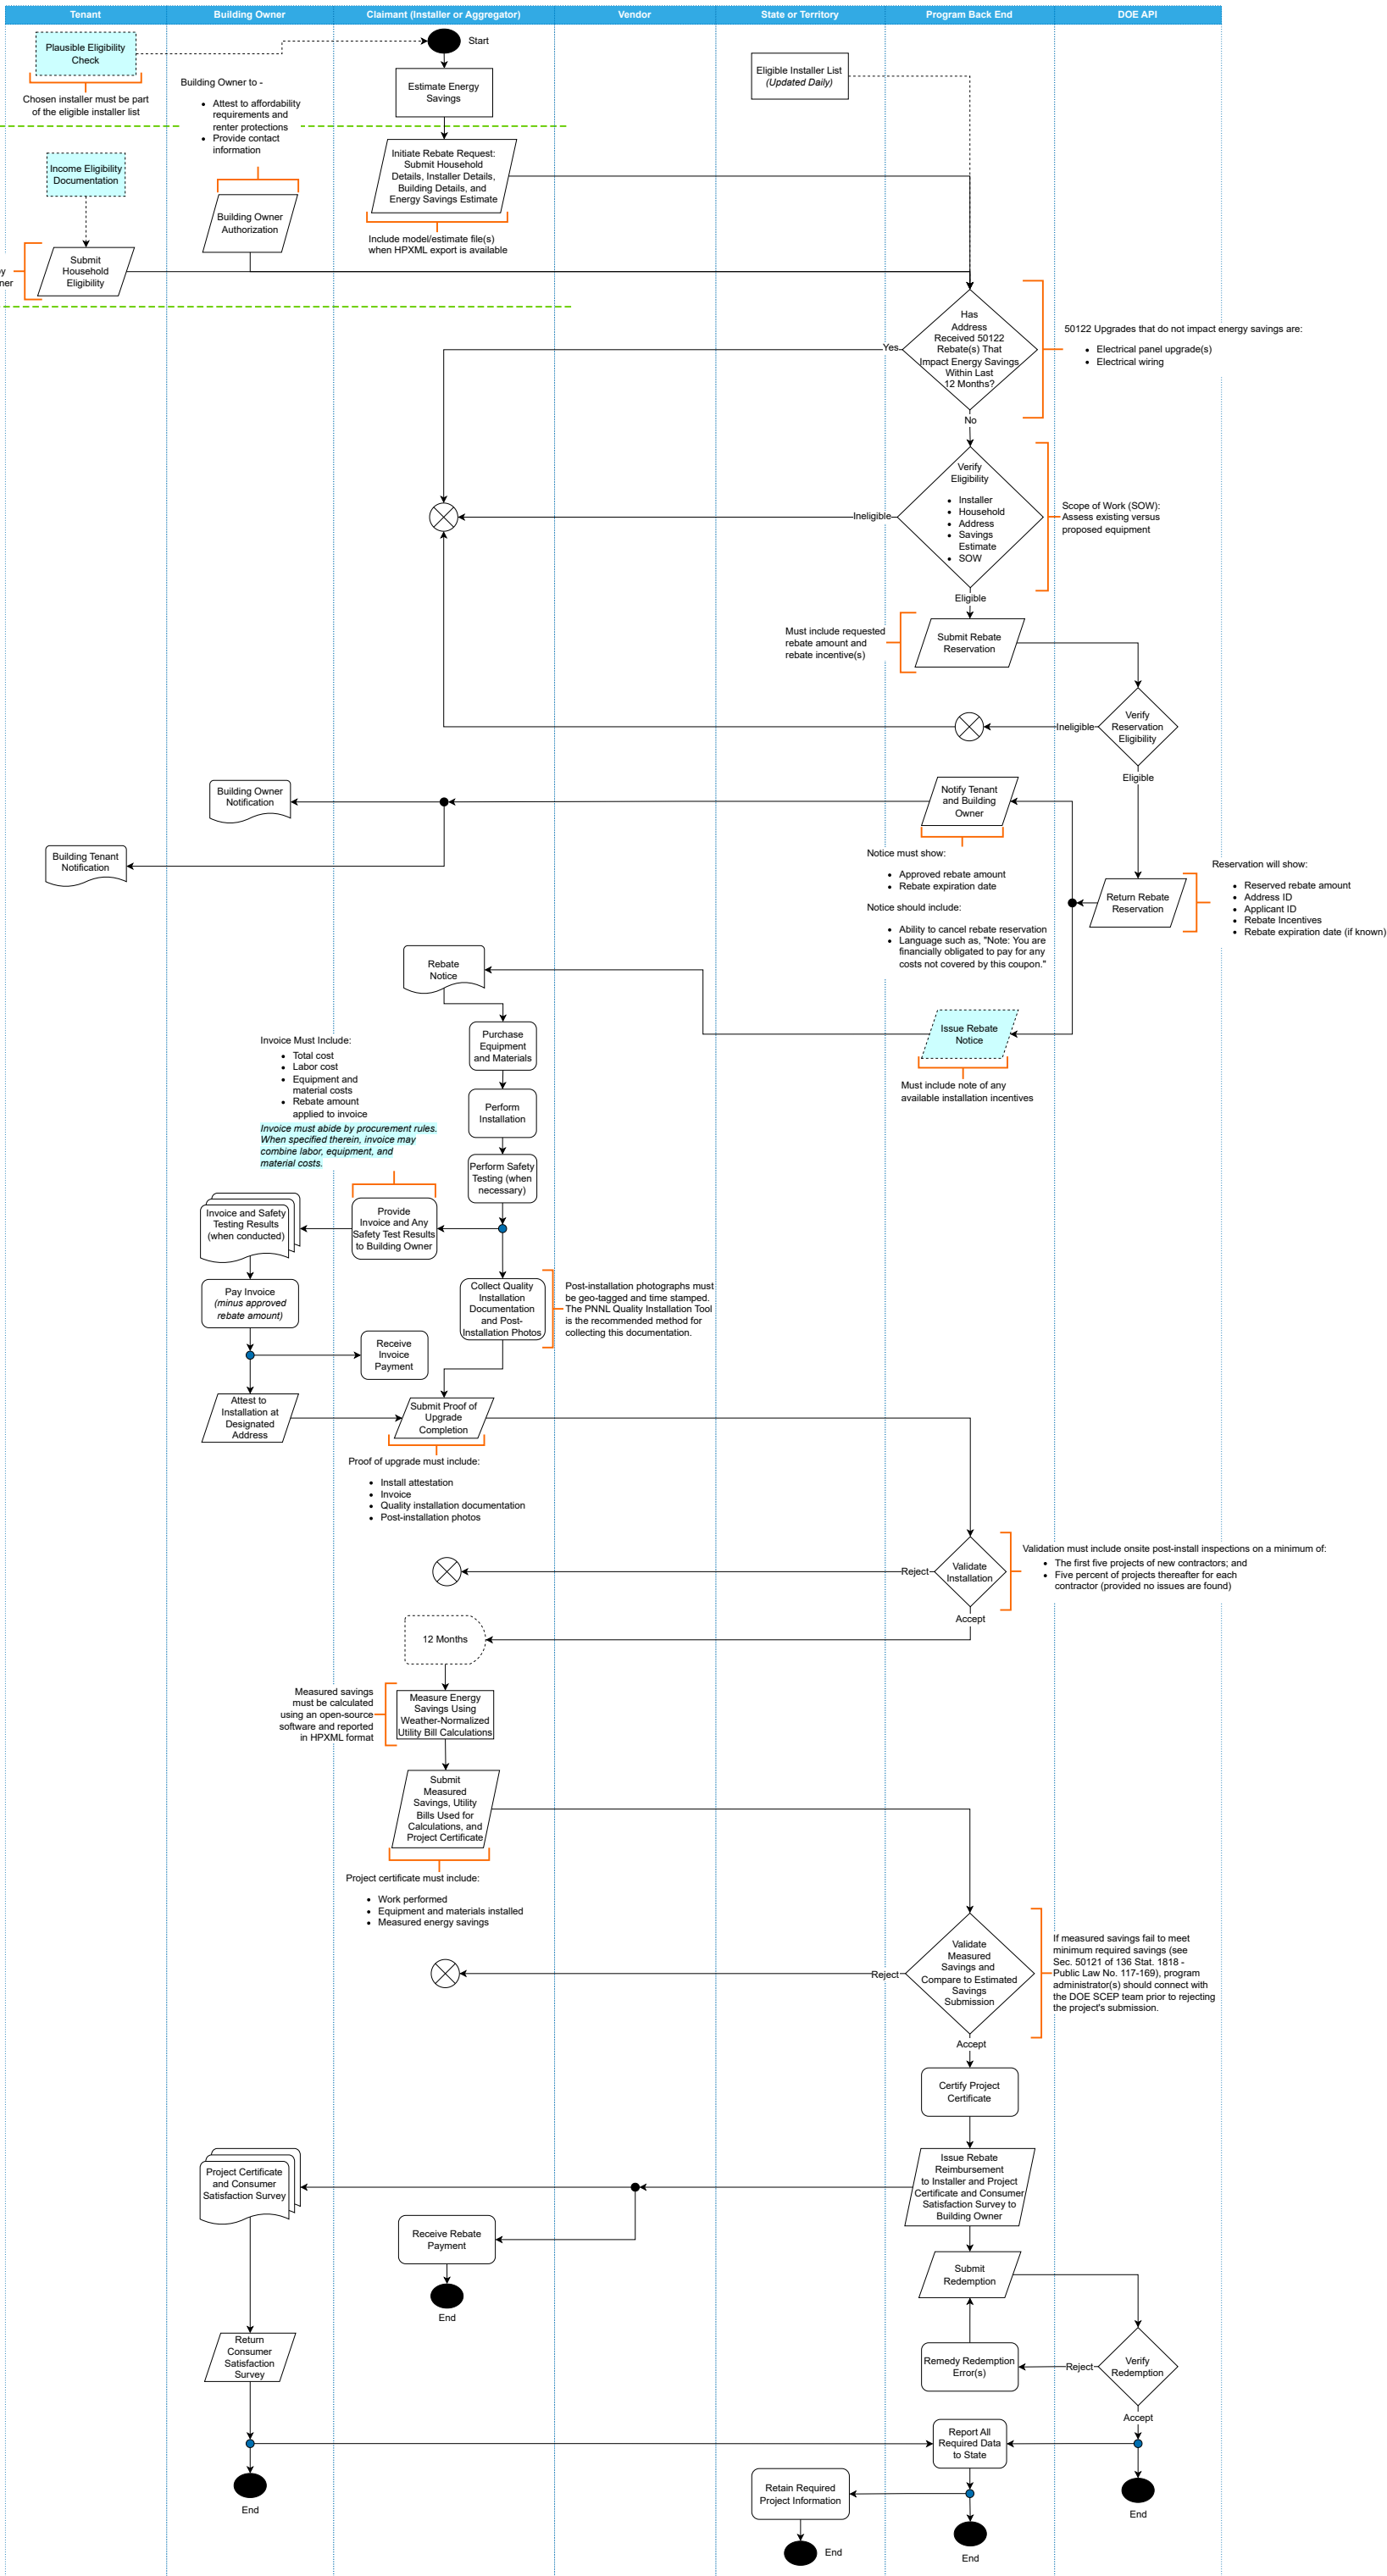 Tenant
Building Owner
Claimant (Installer or Aggregator)
Vendor
State or Territory
Program Back End
DOE API
Plausible Eligibility
Check
Chosen installer must be part
of the eligible installer list
Start
Building Owner to -
• Attest to affordability
requirements and
renter protections
• Provide contact
information
Estimate Energy
Savings
Eligible Installer List
(Updated Daily)
Income Eligibility
Documentation
Initiate Rebate Request:
Submit Household
Details, Installer Details,
Building Details, and
Energy Savings Estimate
Building Owner
Authorization
Include model/estimate file(s)
when HPXML export is available
Submit
Household
Eligibility
Has
Address
Received 50122
Rebate(s) That
Impact Energy Savings
Within Last
12 Months?
Yes
No
50122 Upgrades that do not impact energy savings are:
• Electrical panel upgrade(s)
• Electrical wiring
Verify
Eligibility
• Installer
• Household
• Address
• Savings
Estimate
• SOW
Ineligible
Eligible
Scope of Work (SOW):
Assess existing versus
proposed equipment
Must include requested
rebate amount and
rebate incentive(s)
Submit Rebate
Reservation
Verify
Reservation
Eligibility
Ineligible
Eligible
Building Owner
Notification
Notify Tenant
and Building
Owner
Building Tenant
Notification
Notice must show:
• Approved rebate amount
• Rebate expiration date
Notice should include:
• Ability to cancel rebate reservation
• Language such as, "Note: You are
financially obligated to pay for any
costs not covered by this coupon."
Return Rebate
Reservation
Reservation will show:
• Reserved rebate amount
• Address ID
• Applicant ID
• Rebate Incentives
• Rebate expiration date (if known)
Rebate
Notice
Issue Rebate
Notice
Must include note of any
available installation incentives
Purchase
Equipment
and Materials
Invoice Must Include:
• Total cost
• Labor cost
• Equipment and
material costs
• Rebate amount
applied to invoice
Invoice must abide by procurement rules.
When specified therein, invoice may
combine labor, equipment, and
material costs.
Perform
Installation
Perform Safety
Testing (when
necessary)
Invoice and Safety
Testing Results
(when conducted)
Provide
Invoice and Any
Safety Test Results
to Building Owner
Pay Invoice
(minus approved
rebate amount)
Collect Quality
Installation
Documentation
and Post-
Installation Photos
Post-installation photographs must
be geo-tagged and time stamped.
The PNNL Quality Installation Tool
is the recommended method for
collecting this documentation.
Receive
Invoice
Payment
Attest to
Installation at
Designated
Address
Submit Proof of
Upgrade
Completion
Proof of upgrade must include:
• Install attestation
• Invoice
• Quality installation documentation
• Post-installation photos
Validate
Installation
Reject
Accept
Validation must include onsite post-install inspections on a minimum of:
• The first five projects of new contractors; and
• Five percent of projects thereafter for each
contractor (provided no issues are found)
12 Months
Measured savings
must be calculated
using an open-source
software and reported
in HPXML format
Measure Energy
Savings Using
Weather-Normalized
Utility Bill Calculations
Submit
Measured
Savings, Utility
Bills Used for
Calculations, and
Project Certificate
Project certificate must include:
• Work performed
• Equipment and materials installed
• Measured energy savings
Validate
Measured
Savings and
Compare to Estimated
Savings
Submission
Reject
Accept
If measured savings fail to meet
minimum required savings (see
Sec. 50121 of 136 Stat. 1818 -
Public Law No. 117-169), program
administrator(s) should connect with
the DOE SCEP team prior to rejecting
the project's submission.
Certify Project
Certificate
Project Certificate
and Consumer
Satisfaction Survey
Issue Rebate
Reimbursement
to Installer and Project
Certificate and Consumer
Satisfaction Survey to
Building Owner
Receive Rebate
Payment
End
Submit
Redemption
Return
Consumer
Satisfaction
Survey
Remedy Redemption
Error(s)
Reject
Verify
Redemption
Accept
Report All
Required Data
to State
Retain Required
Project Information
End
End
End
End